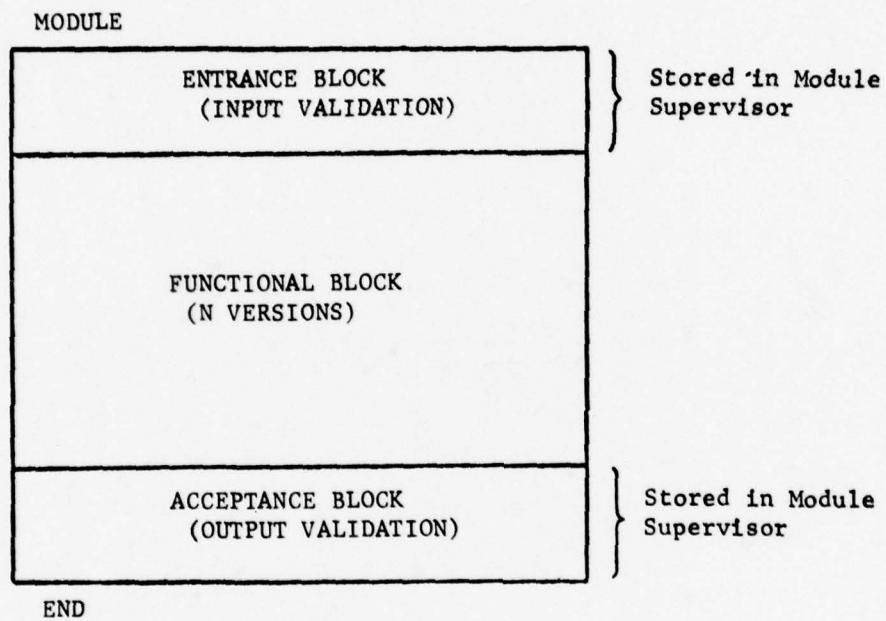 MODULE
ENTRANCE BLOCK
(INPUT VALIDATION)
Stored in Module
Supervisor
FUNCTIONAL BLOCK
(N VERSIONS)
ACCEPTANCE BLOCK
(OUTPUT VALIDATION)
Stored in Module
Supervisor
END